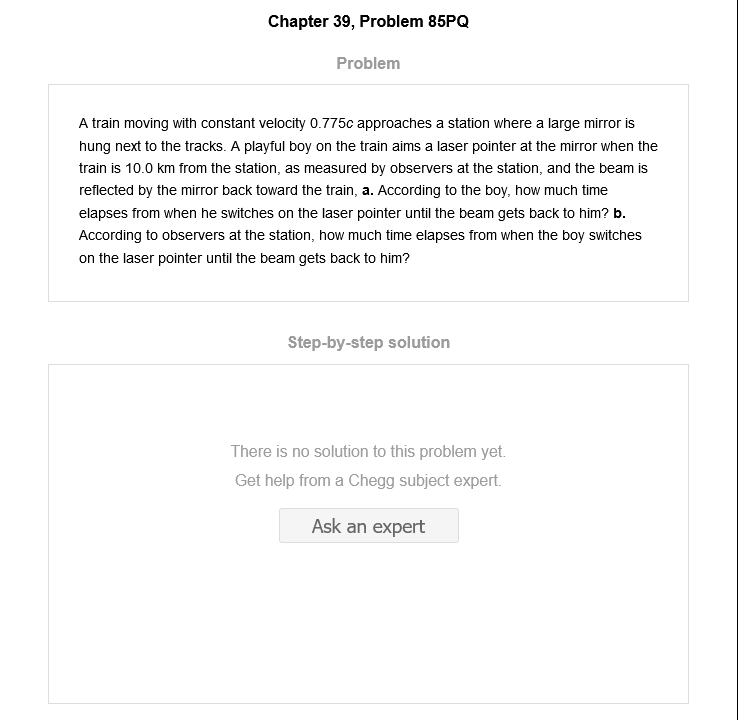 Chapter 39, Problem 85PQ
Problem
A train moving with constant velocity 0.775c approaches a station where a large mirror is
hung next to the tracks. A playful boy on the train aims a laser pointer at the mirror when the
train is 10.0 km from the station, as measured by observers at the station, and the beam is
reflected by the mirror back toward the train, a. According to the boy, how much time
elapses from when he switches on the laser pointer until the beam gets back to him? b.
According to observers at the station, how much time elapses from when the boy switches
on the laser pointer until the beam gets back to him?
Step-by-step solution
There is no solution to this problem yet.
Get help from a Chegg subject expert.
Ask an expert